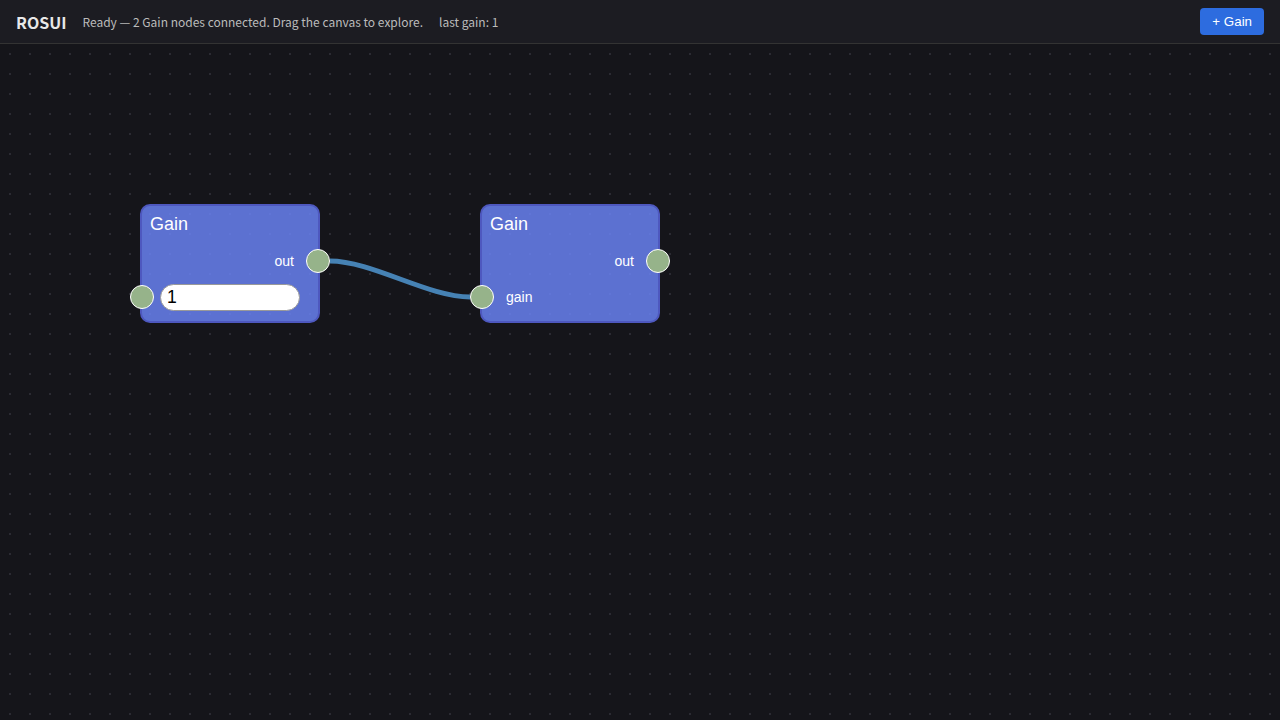 ROSUI
Ready — 2 Gain nodes connected. Drag the canvas to explore.
last gain: 1
+ Gain
Gain
out
1
Gain
out
gain